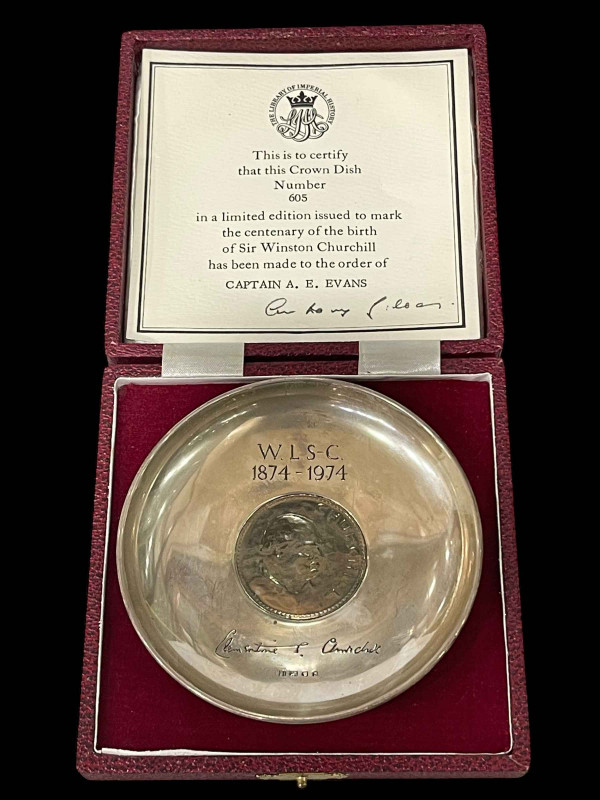 THE LIBRARY OF IMPERIAL HISTORY
This is to certify
that this Crown Dish
Number
605
in a limited edition issued to mark
the centenary of the birth
of Sir Winston Churchill
has been made to the order of
CAPTAIN A. E. EVANS
W. L S-C.
1874-1974
Clementine S. Churchill